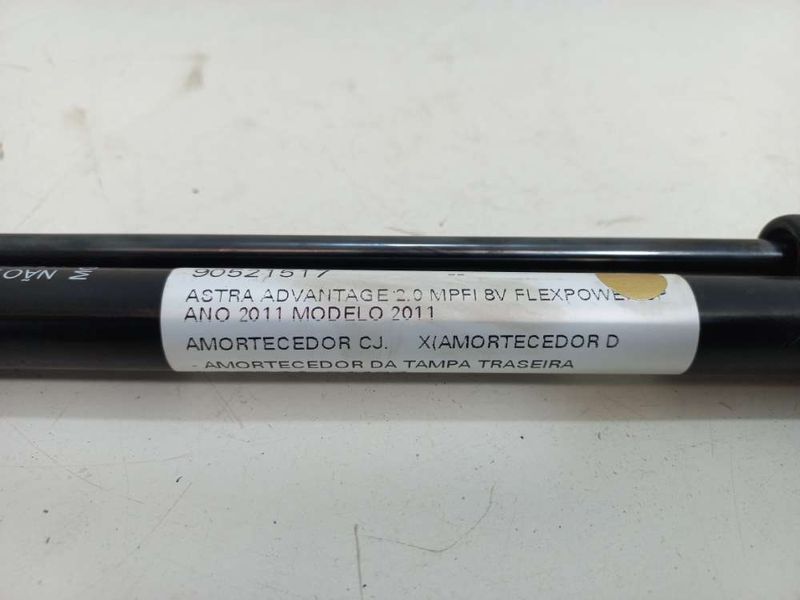 90521517
ASTRA ADVANTAGE 2.0 MPFI 8V FLEXPOWER
ANO 2011 MODELO 2011
AMORTECEDOR CJ. X(AMORTECEDOR D
- AMORTECEDOR DA TAMPA TRASEIRA
NÃO